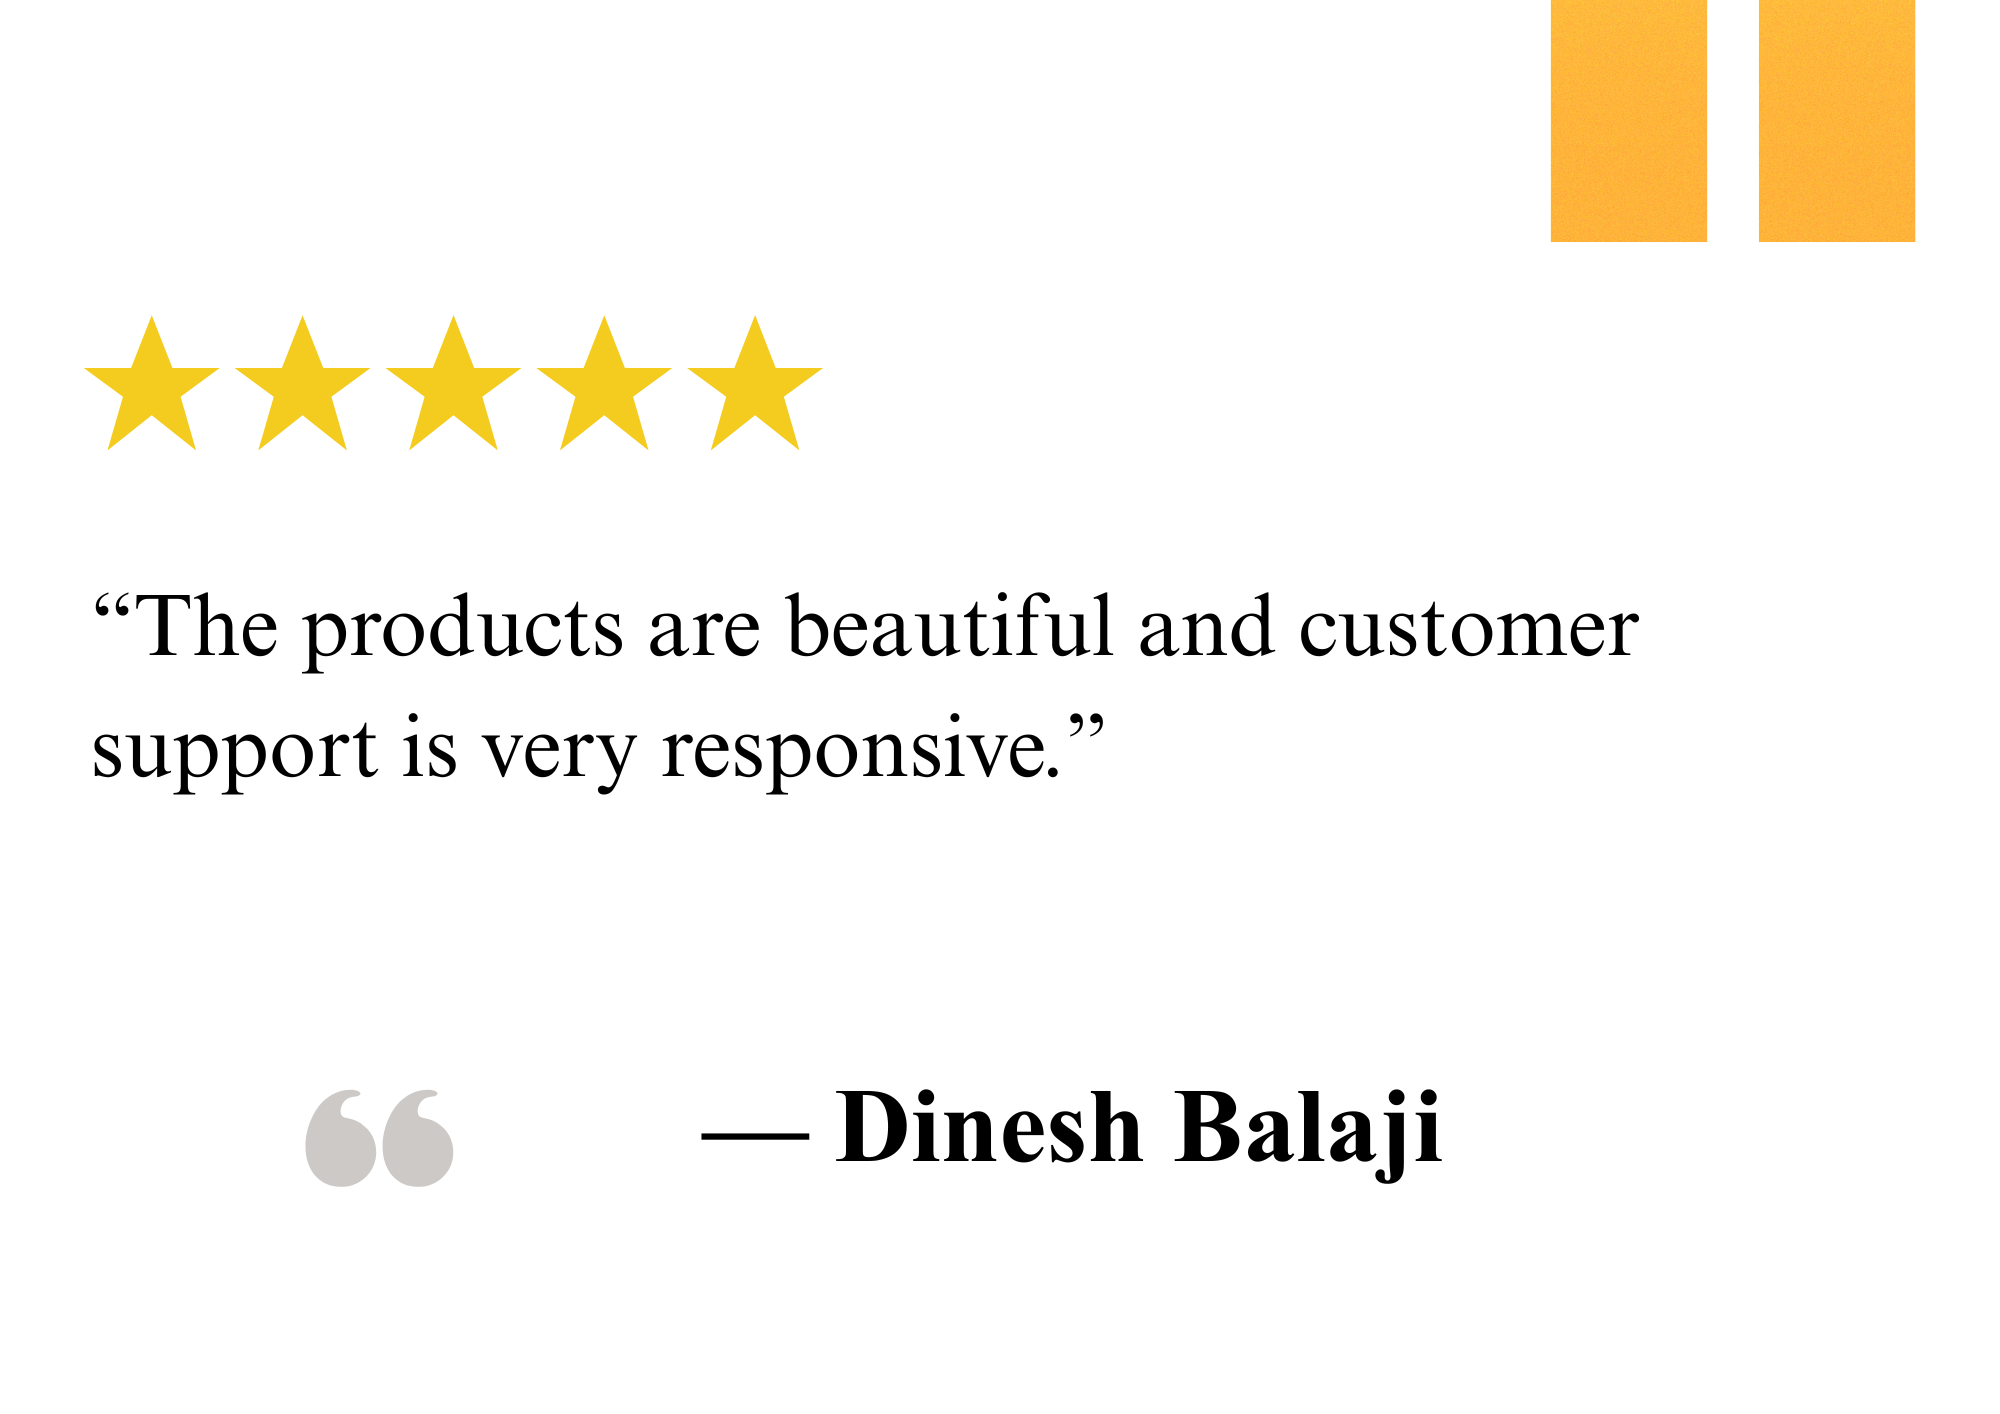 “The products are beautiful and customer
support is very responsive.”
— Dinesh Balaji